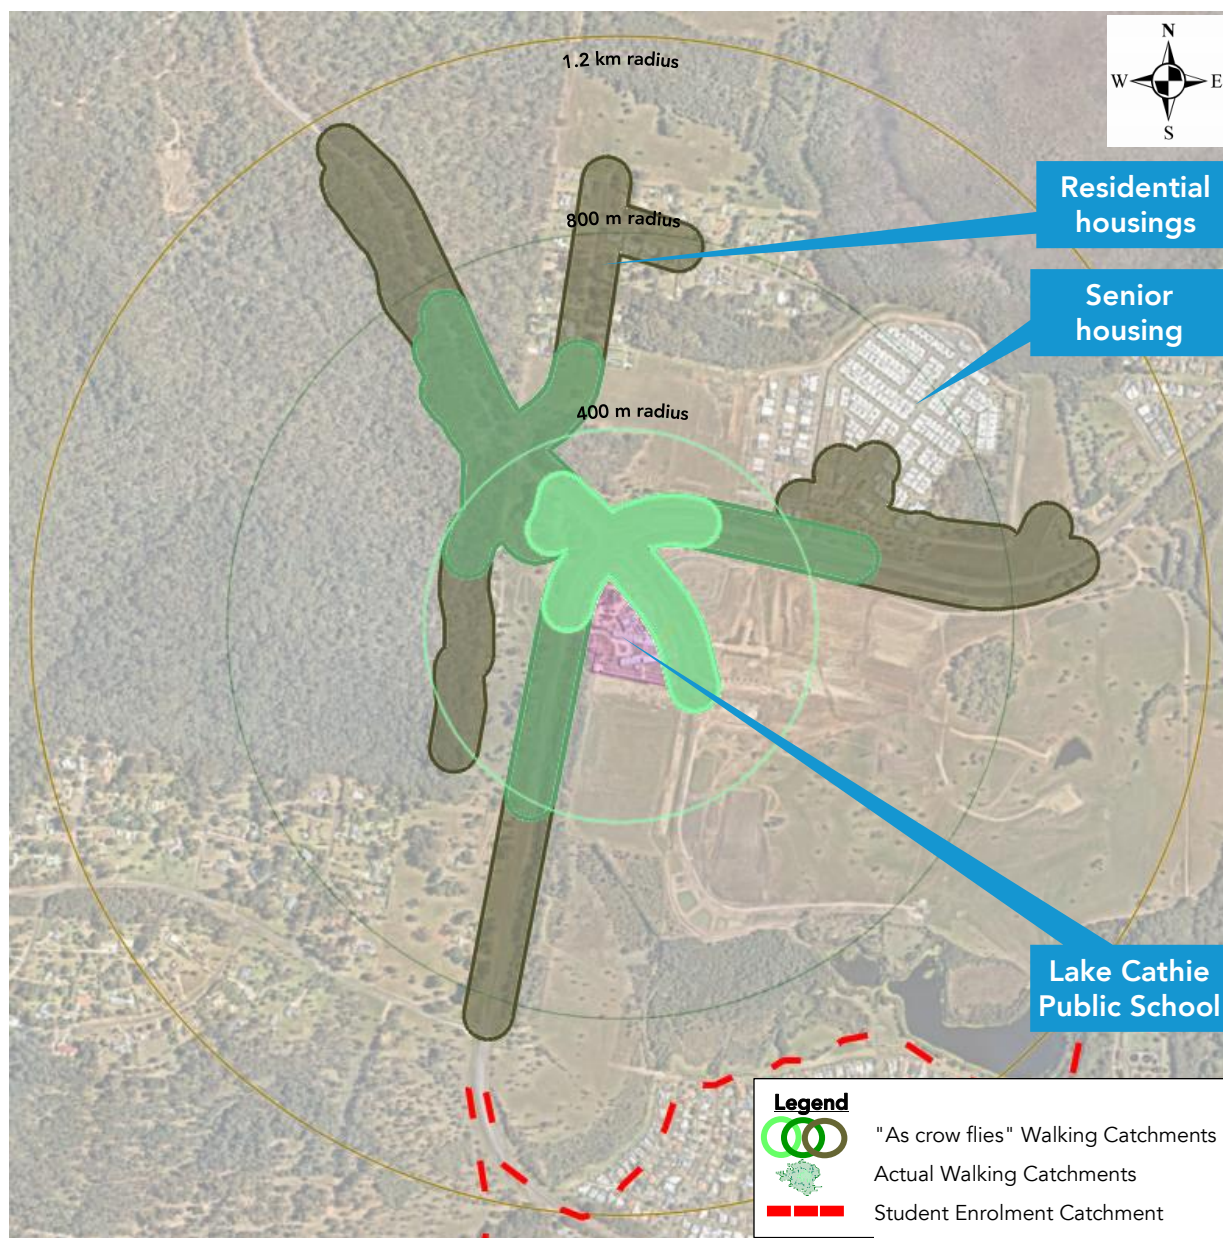 N
W E
S
1.2 km radius
Residential
housings
800 m radius
Senior
housing
400 m radius
Lake Cathie
Public School
Legend
"As crow flies" Walking Catchments
Actual Walking Catchments
Student Enrolment Catchment